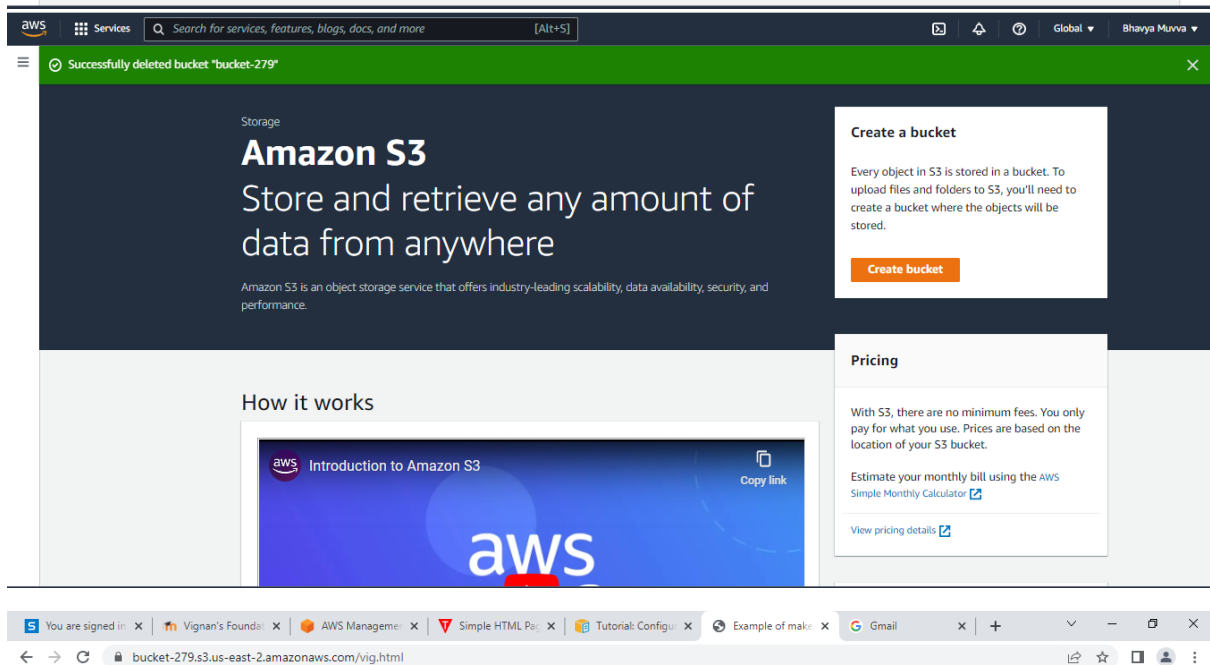 aws Services Search for services, features, blogs, docs, and more [Alt+S] Global Bhavya Muvva
Successfully deleted bucket "bucket-279"
Storage
Amazon S3
Store and retrieve any amount of
data from anywhere
Amazon S3 is an object storage service that offers industry-leading scalability, data availability, security, and
performance.
Create a bucket
Every object in S3 is stored in a bucket. To
upload files and folders to S3, you'll need to
create a bucket where the objects will be
stored.
Create bucket
Pricing
With S3, there are no minimum fees. You only
pay for what you use. Prices are based on the
location of your S3 bucket.
Estimate your monthly bill using the AWS
Simple Monthly Calculator
View pricing details
How it works
aws Introduction to Amazon S3
Copy link
aws
You are signed in Vignan's Foundat AWS Managemen Simple HTML Pag Tutorial: Configur Example of make G Gmail
bucket-279.s3.us-east-2.amazonaws.com/vig.html